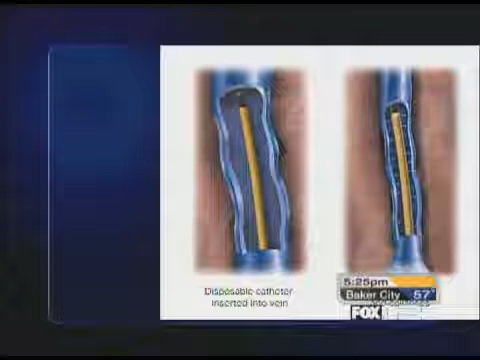 Disposable catheter
inserted into vein
5:25pm
Baker City 57°
FOX